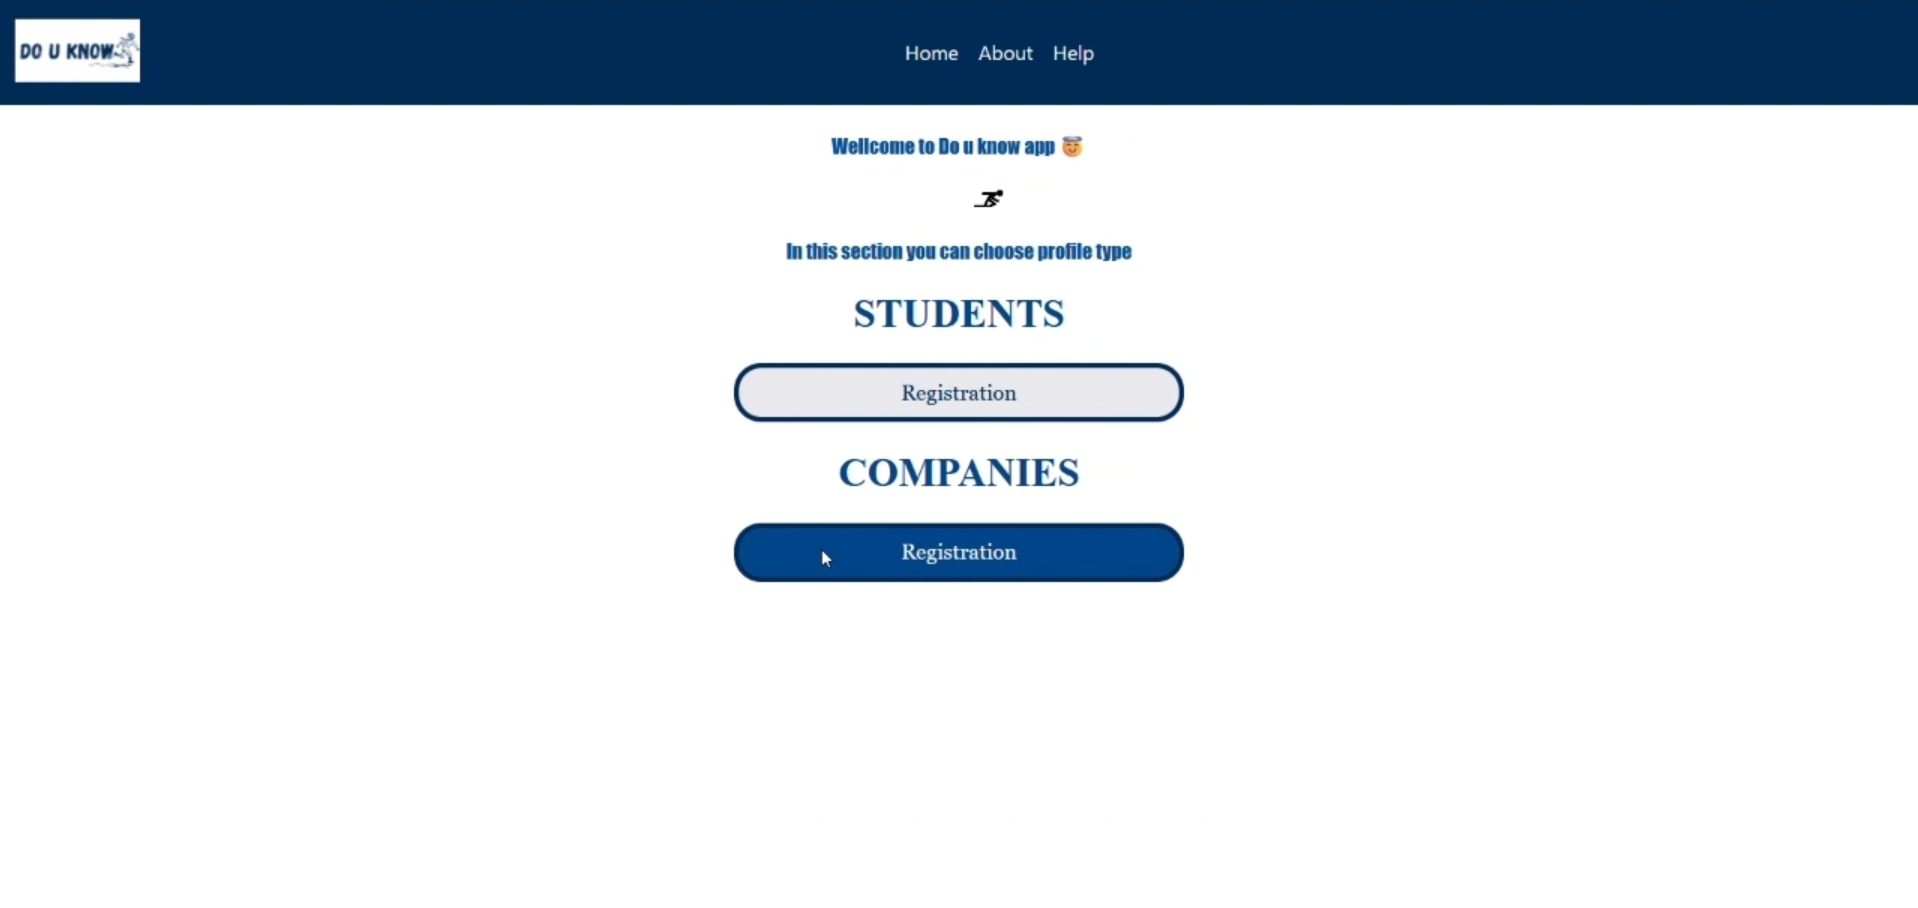 DO U KNOW
Home About Help
Wellcome to Do u know app 😇
In this section you can choose profile type
STUDENTS
Registration
COMPANIES
Registration